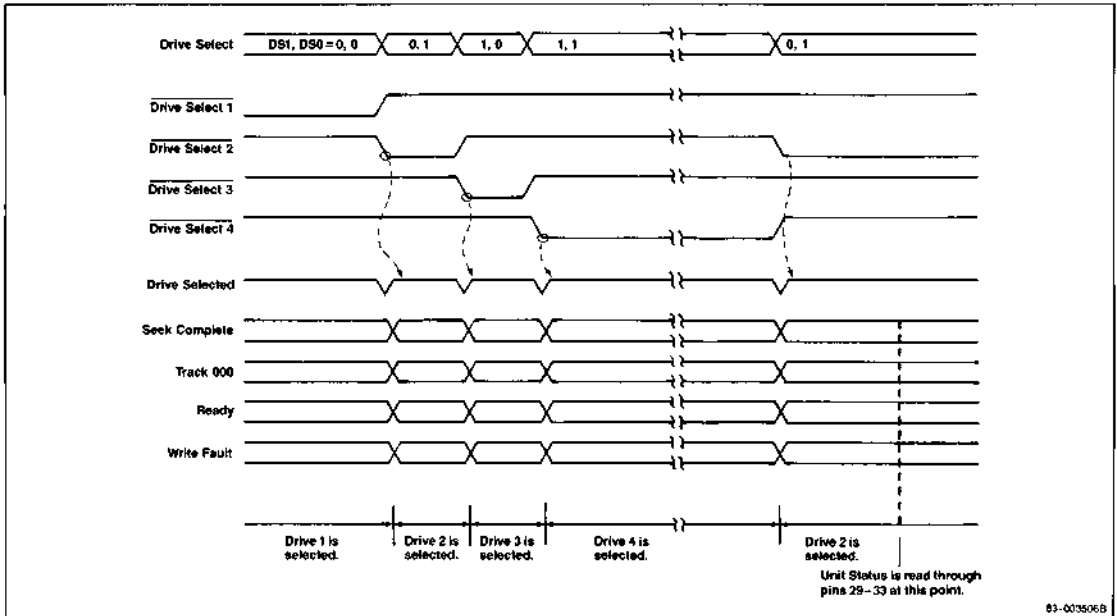 Drive Select DS1, DS0 = 0, 0 0, 1 1, 0 1, 1 0, 1
Drive Select 1
Drive Select 2
Drive Select 3
Drive Select 4
Drive Selected
Seek Complete
Track 000
Ready
Write Fault
Drive 1 is selected.
Drive 2 is selected.
Drive 3 is selected.
Drive 4 is selected.
Drive 2 is selected.
Unit Status is read through
pins 29–33 at this point.
83-003506B